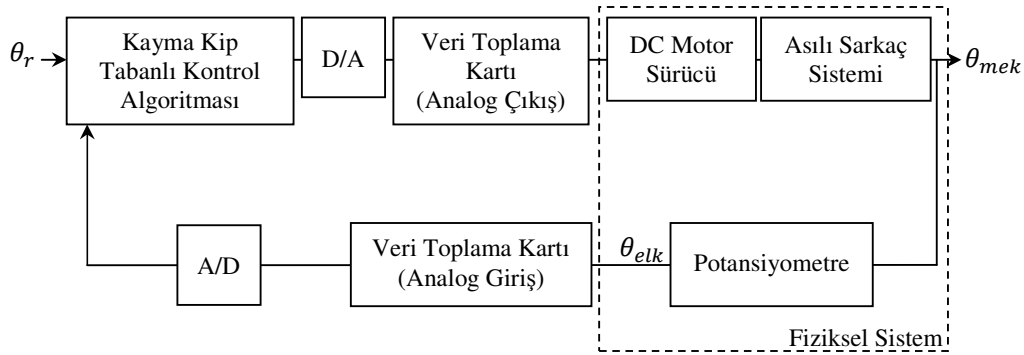 θr
Kayma Kip
Tabanlı Kontrol
Algoritması
D/A
Veri Toplama
Kartı
(Analog Çıkış)
DC Motor
Sürücü
Asılı Sarkaç
Sistemi
θmek
A/D
Veri Toplama Kartı
(Analog Giriş)
θelk
Potansiyometre
Fiziksel Sistem